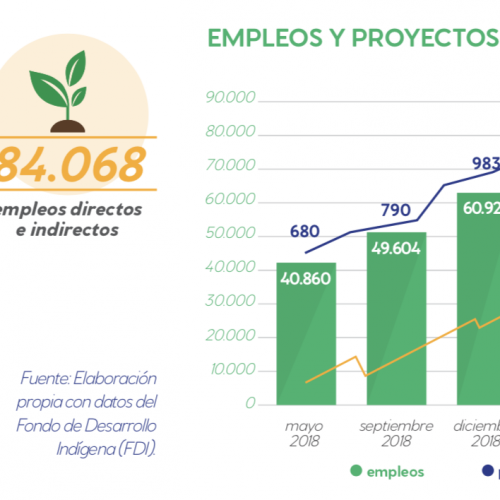 EMPLEOS Y PROYECTOS
84.068
empleos directos
e indirectos
Fuente: Elaboración
propia con datos del
Fondo de Desarrollo
Indígena (FDI).
90.000
80.000
70.000
60.000
50.000
40.000
30.000
20.000
10.000
0
680
790
983
40.860
49.604
60.92
mayo
2018
septiembre
2018
diciemb
2018
empleos